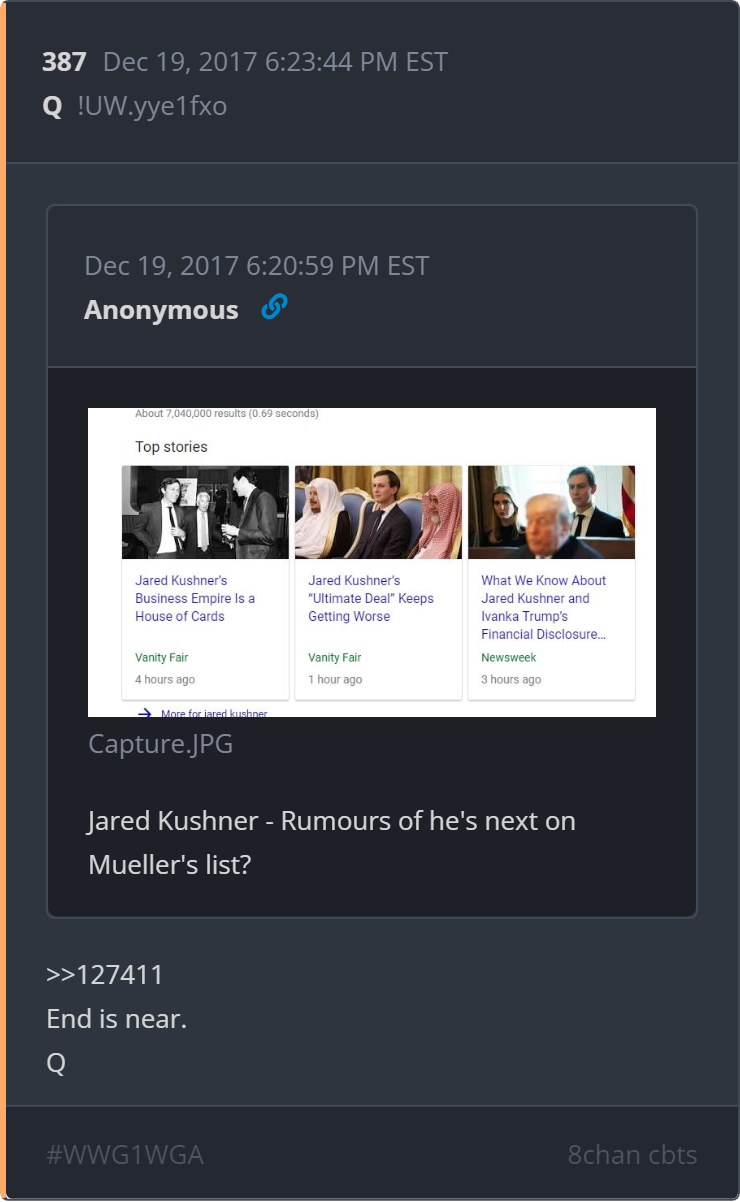 387 Dec 19, 2017 6:23:44 PM EST
Q !UW.yye1fxo
Dec 19, 2017 6:20:59 PM EST
Anonymous
About 7,040,000 results (0.69 seconds)
Top stories
Jared Kushner's
Business Empire Is a
House of Cards
Vanity Fair
4 hours ago
Jared Kushner's
"Ultimate Deal" Keeps
Getting Worse
Vanity Fair
1 hour ago
What We Know About
Jared Kushner and
Ivanka Trump's
Financial Disclosure...
Newsweek
3 hours ago
More for jared kushner
Capture.JPG
Jared Kushner - Rumours of he's next on
Mueller's list?
>>127411
End is near.
Q
#WWG1WGA 8chan cbts